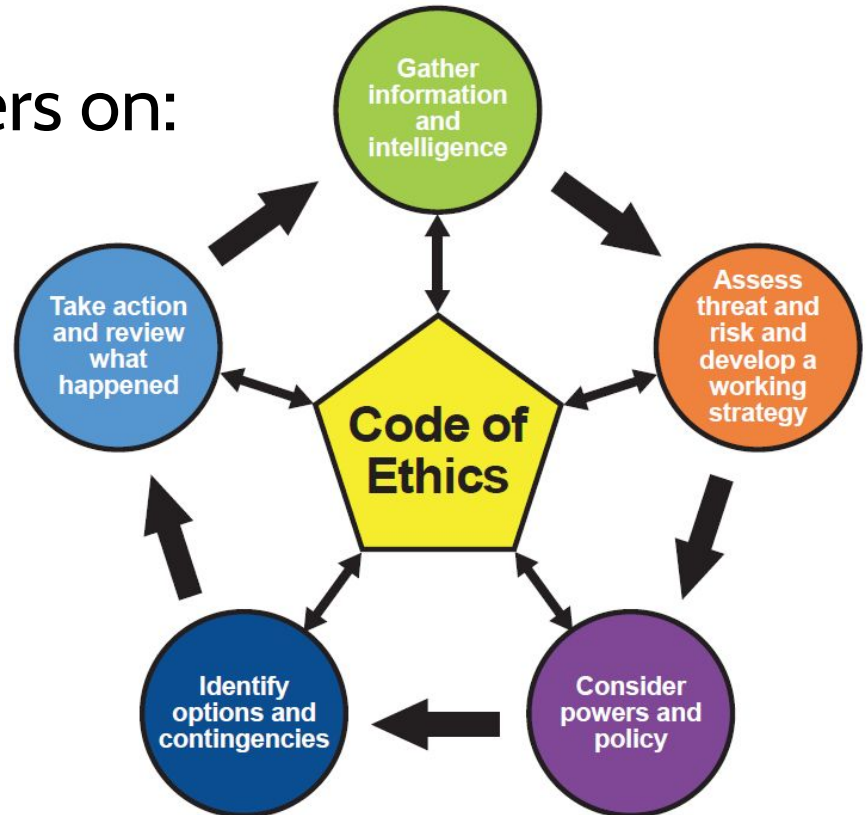 on:
Gather
information
and
intelligence
Assess
threat and
risk and
develop a
working
strategy
Take action
and review
what
happened
Code of
Ethics
Identify
options and
contingencies
Consider
powers and
policy